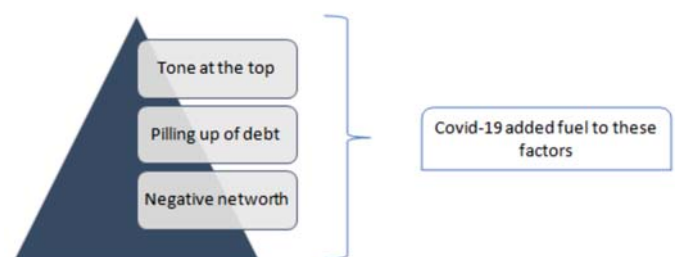 Tone at the top
Pilling up of debt
Negative networth
Covid-19 added fuel to these
factors